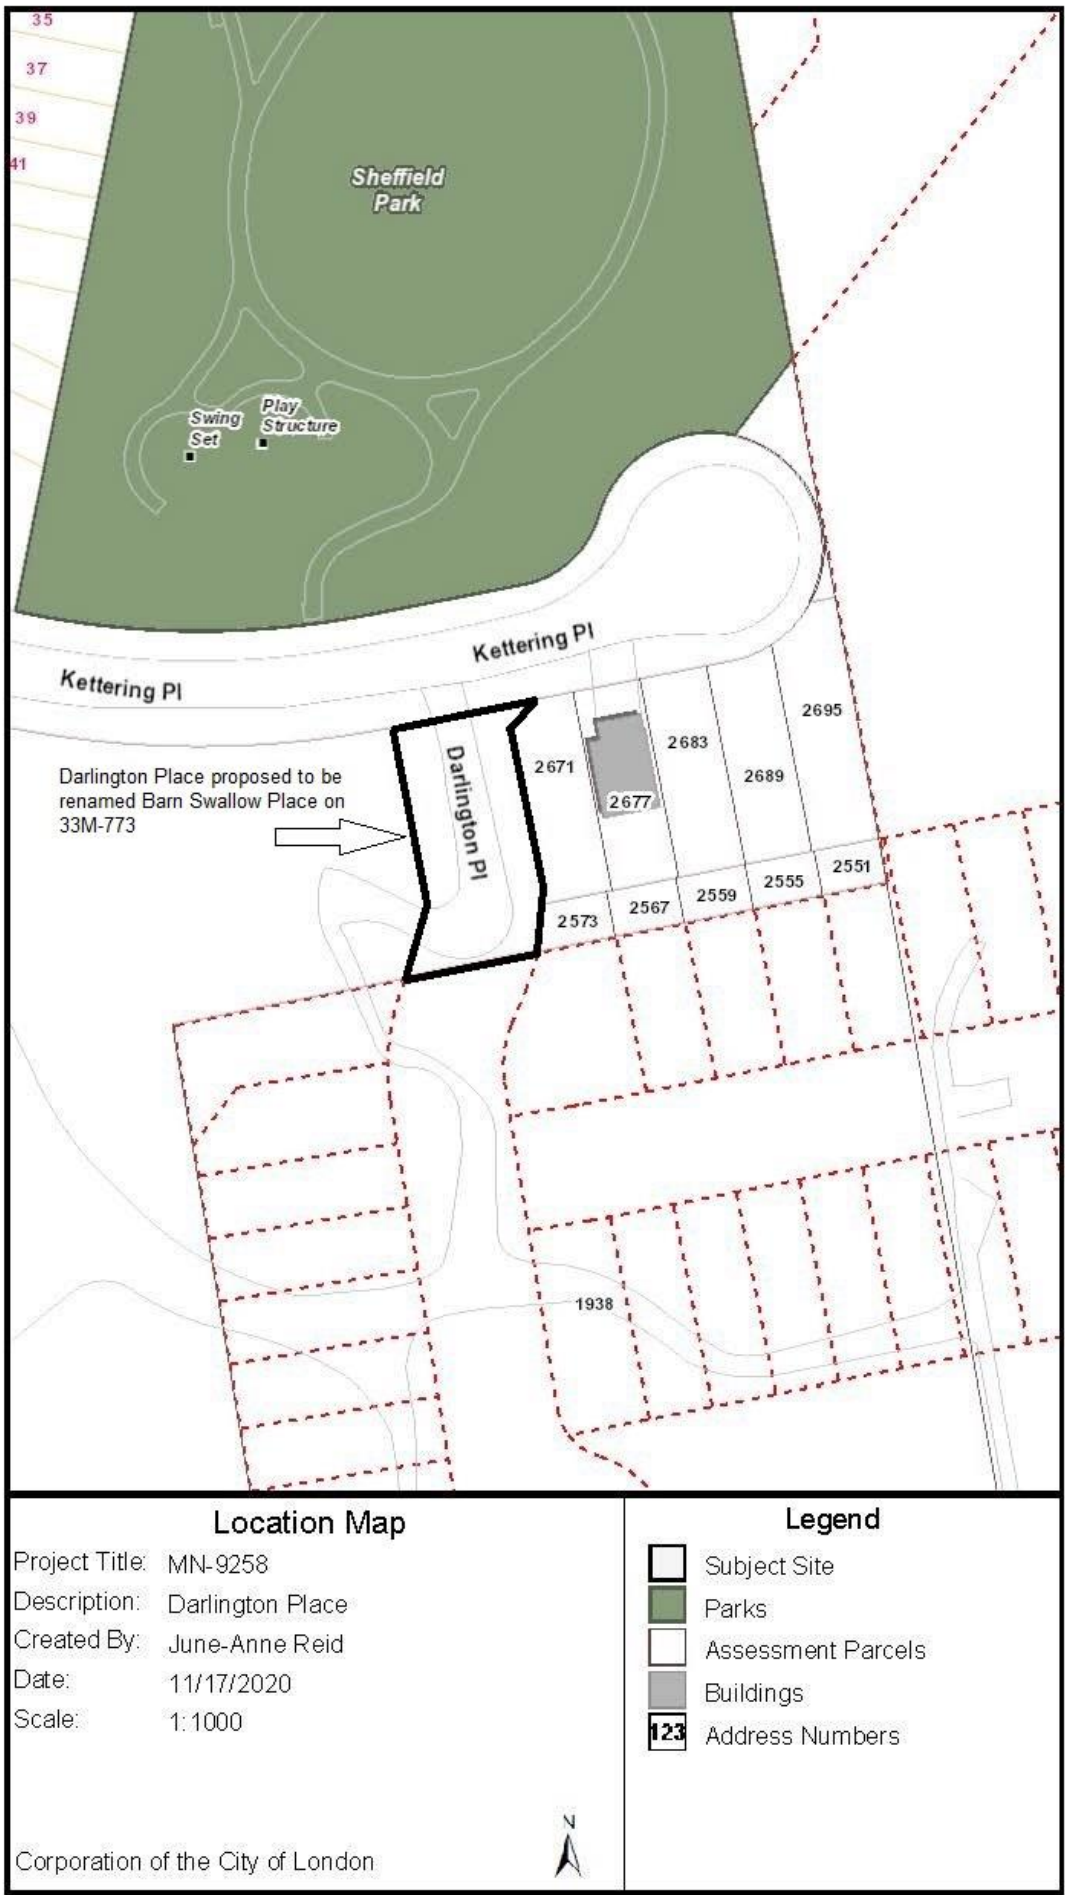 35
37
39
41
Sheffield
Park
Swing
Set
Play
Structure
Kettering Pl
Kettering Pl
Darlington Pl
Darlington Place proposed to be
renamed Barn Swallow Place on
33M-773
2671
2677
2683
2689
2695
2573
2567
2559
2555
2551
1938
Location Map
Project Title: MN-9258
Description: Darlington Place
Created By: June-Anne Reid
Date: 11/17/2020
Scale: 1:1000
Corporation of the City of London
N
Legend
Subject Site
Parks
Assessment Parcels
Buildings
123 Address Numbers